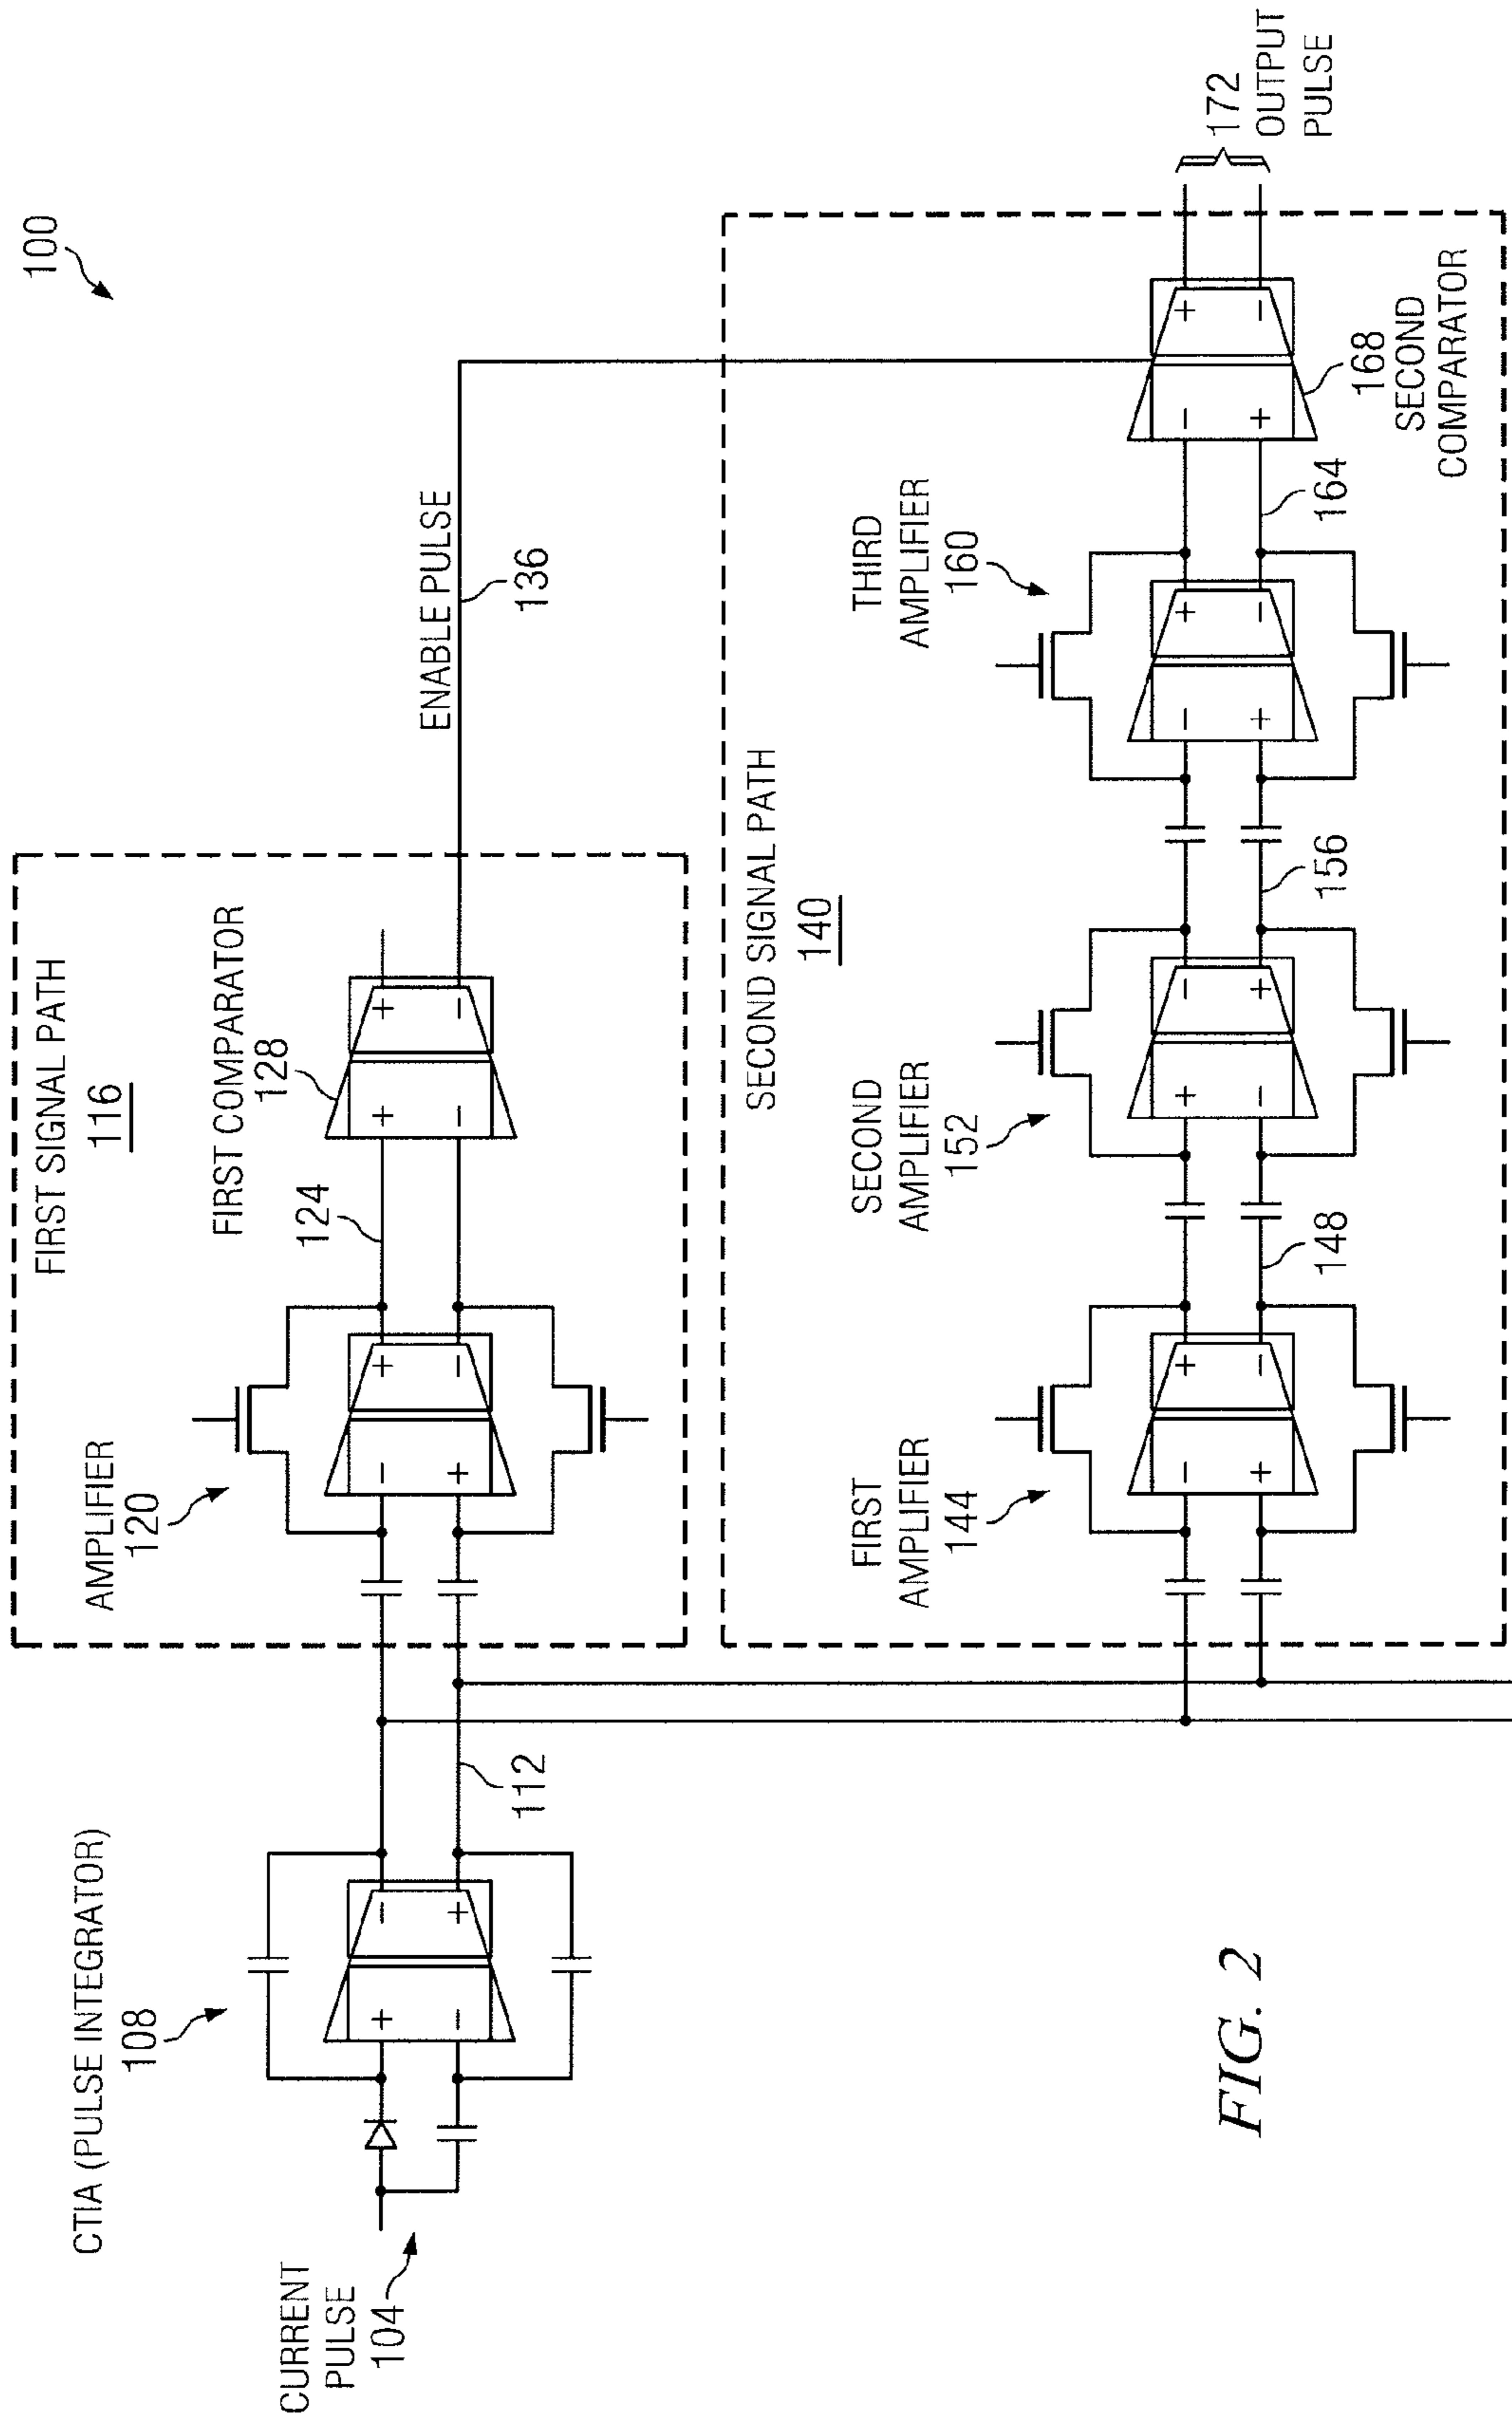 100
CTIA (PULSE INTEGRATOR)
108
CURRENT
PULSE
104
112
FIRST SIGNAL PATH
116
AMPLIFIER
120
124
FIRST COMPARATOR
128
ENABLE PULSE
136
SECOND SIGNAL PATH
140
FIRST
AMPLIFIER
144
148
SECOND
AMPLIFIER
152
156
THIRD
AMPLIFIER
160
164
168
SECOND
COMPARATOR
172
OUTPUT
PULSE
+
−
−
+
−
+
+
−
+
−
+
−
−
+
+
−
+
−
−
+
−
+
+
−
−
+
+
−
FIG. 2